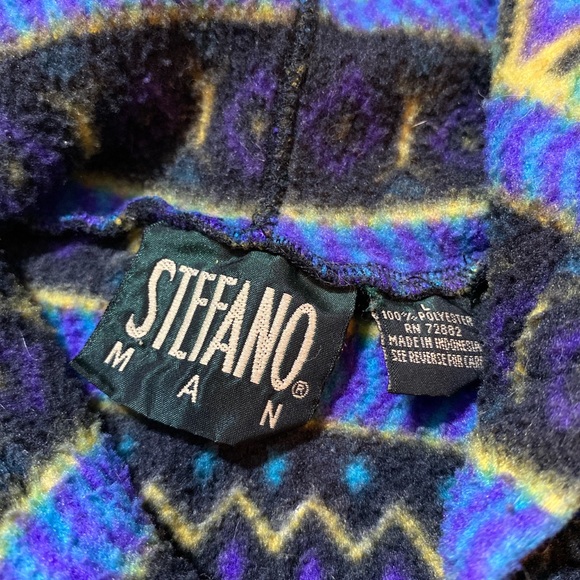 STEFANO®
MAN
L
100% POLYESTER
RN 72882
MADE IN INDONESIA
SEE REVERSE FOR CARE